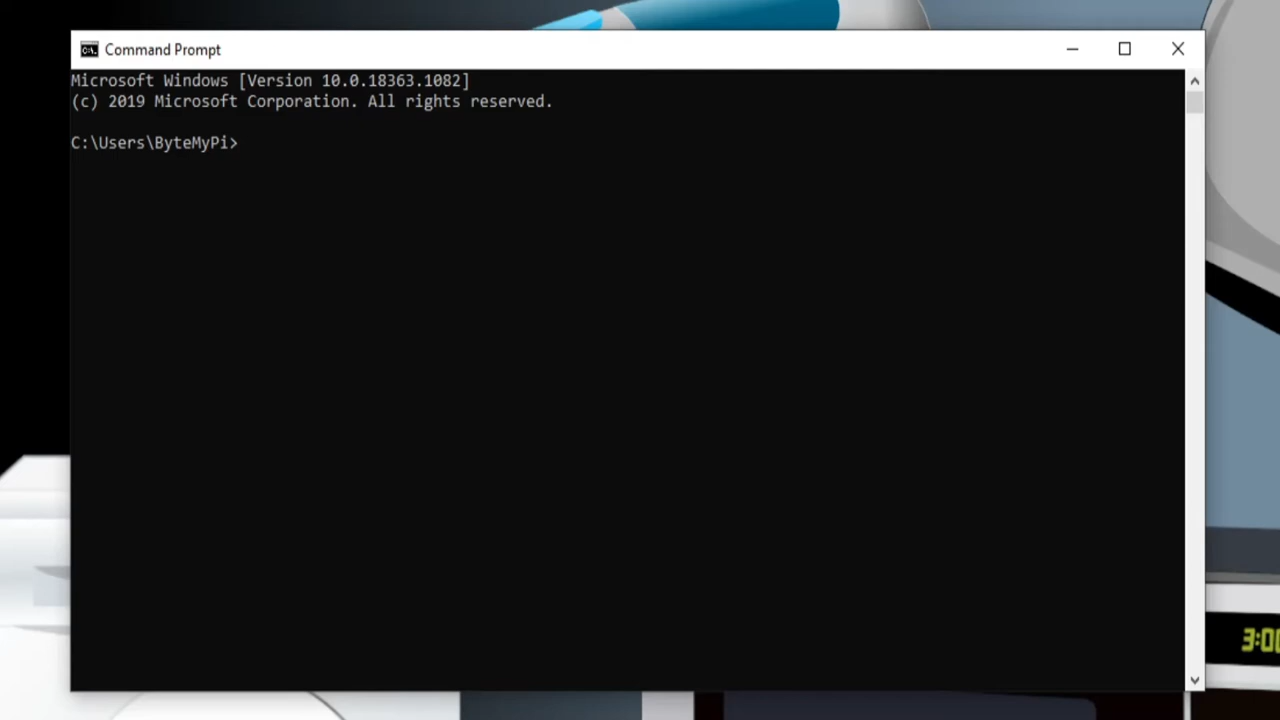 Command Prompt
Microsoft Windows [Version 10.0.18363.1082]
(c) 2019 Microsoft Corporation. All rights reserved.
C:\Users\ByteMyPi>